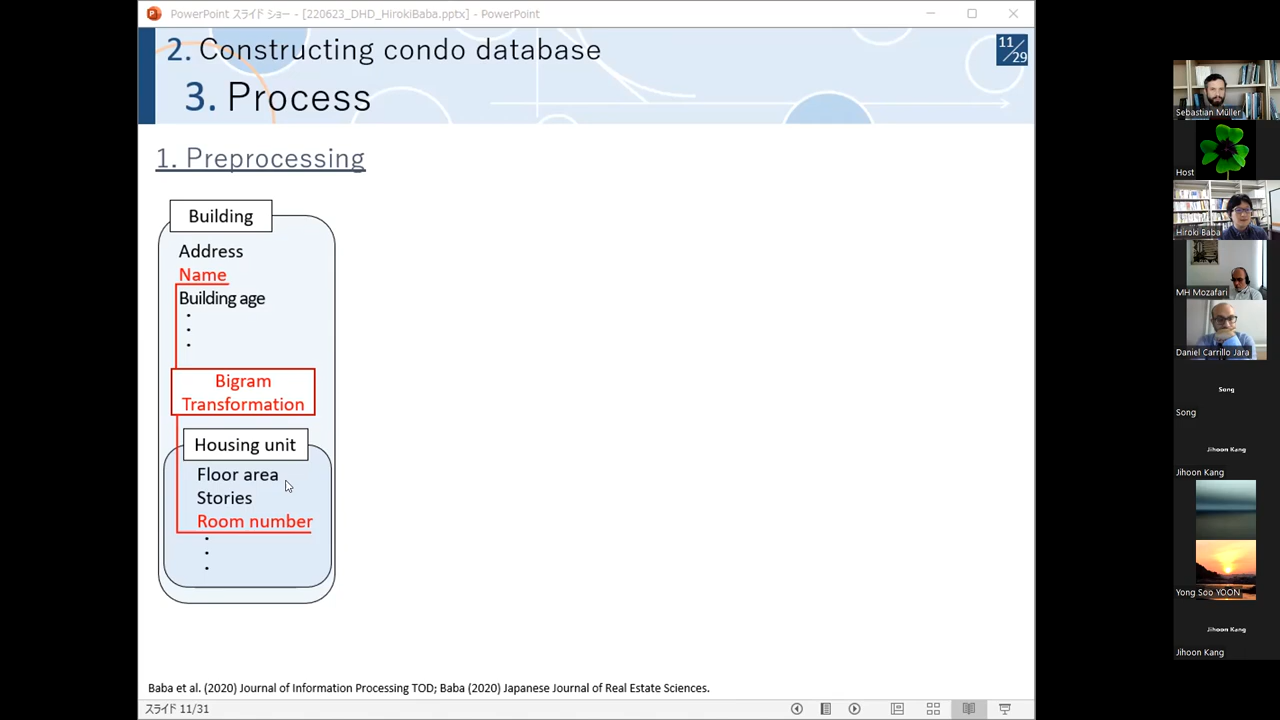 PowerPoint スライド ショー - [220623_DHD_HirokiBaba.pptx] - PowerPoint
2. Constructing condo database
11/29
3. Process
1. Preprocessing
Building
Address
Name
Building age
Bigram
Transformation
Housing unit
Floor area
Stories
Room number
Baba et al. (2020) Journal of Information Processing TOD; Baba (2020) Japanese Journal of Real Estate Sciences.
スライド 11/31
Sebastian Müller
Host
Hiroki Baba
MH Mozafari
Daniel Carrillo Jara
Song
Song
Jihoon Kang
Jihoon Kang
Yong Soo YOON
Jihoon Kang
Jihoon Kang